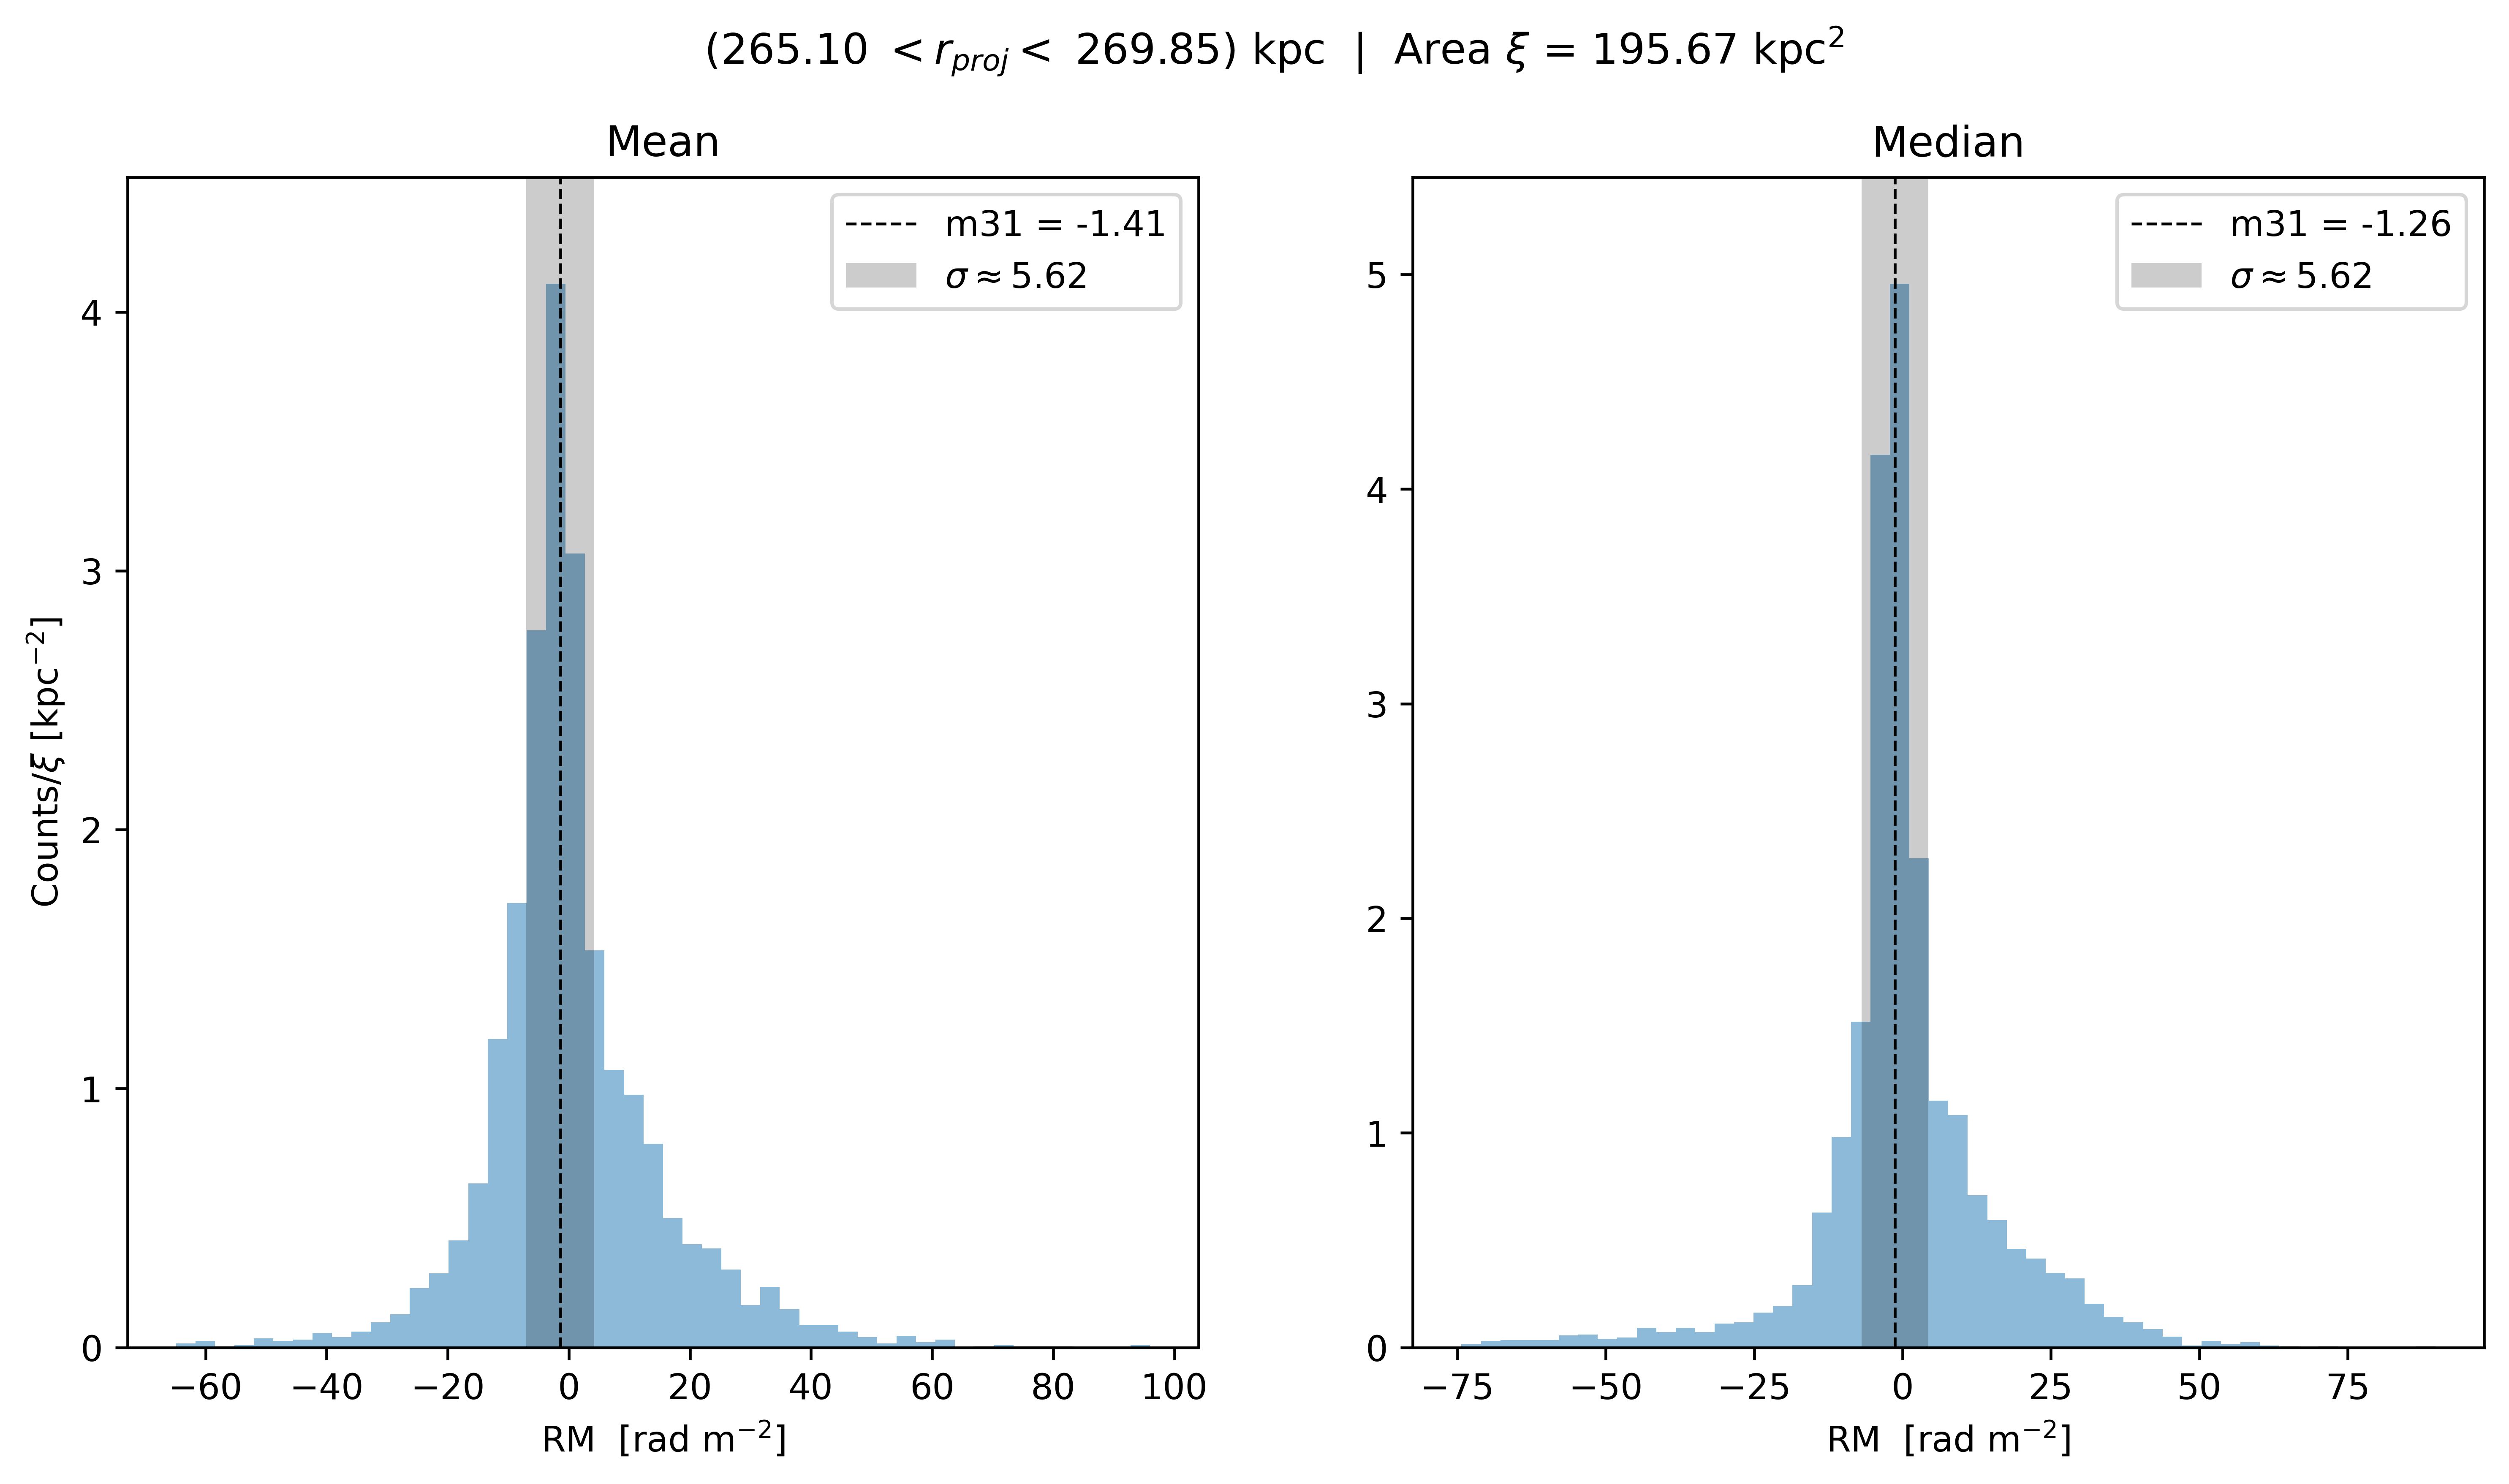 (265.10 < r_proj < 269.85) kpc | Area ξ = 195.67 kpc²
Mean
m31 = -1.41
σ ≈ 5.62
Counts/ξ [kpc⁻²]
4
3
2
1
0
−60 −40 −20 0 20 40 60 80 100
RM [rad m⁻²]
Median
m31 = -1.26
σ ≈ 5.62
5
4
3
2
1
0
−75 −50 −25 0 25 50 75
RM [rad m⁻²]